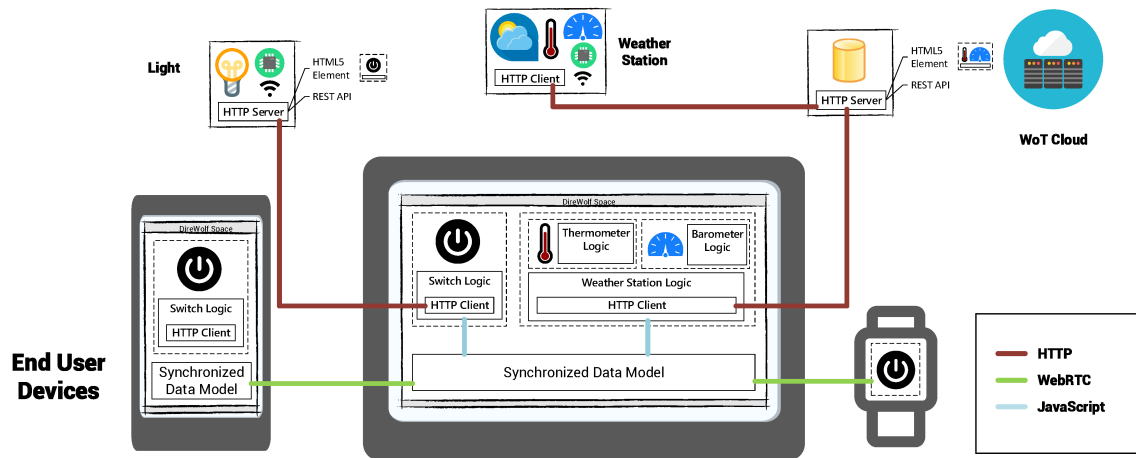 Light
HTTP Server
HTML5
Element
REST API
Weather
Station
HTTP Client
HTTP Server
HTML5
Element
REST API
WoT Cloud
End User
Devices
DireWolf Space
Switch Logic
HTTP Client
Synchronized
Data Model
DireWolf Space
Switch Logic
HTTP Client
Thermometer
Logic
Barometer
Logic
Weather Station Logic
HTTP Client
Synchronized Data Model
HTTP
WebRTC
JavaScript